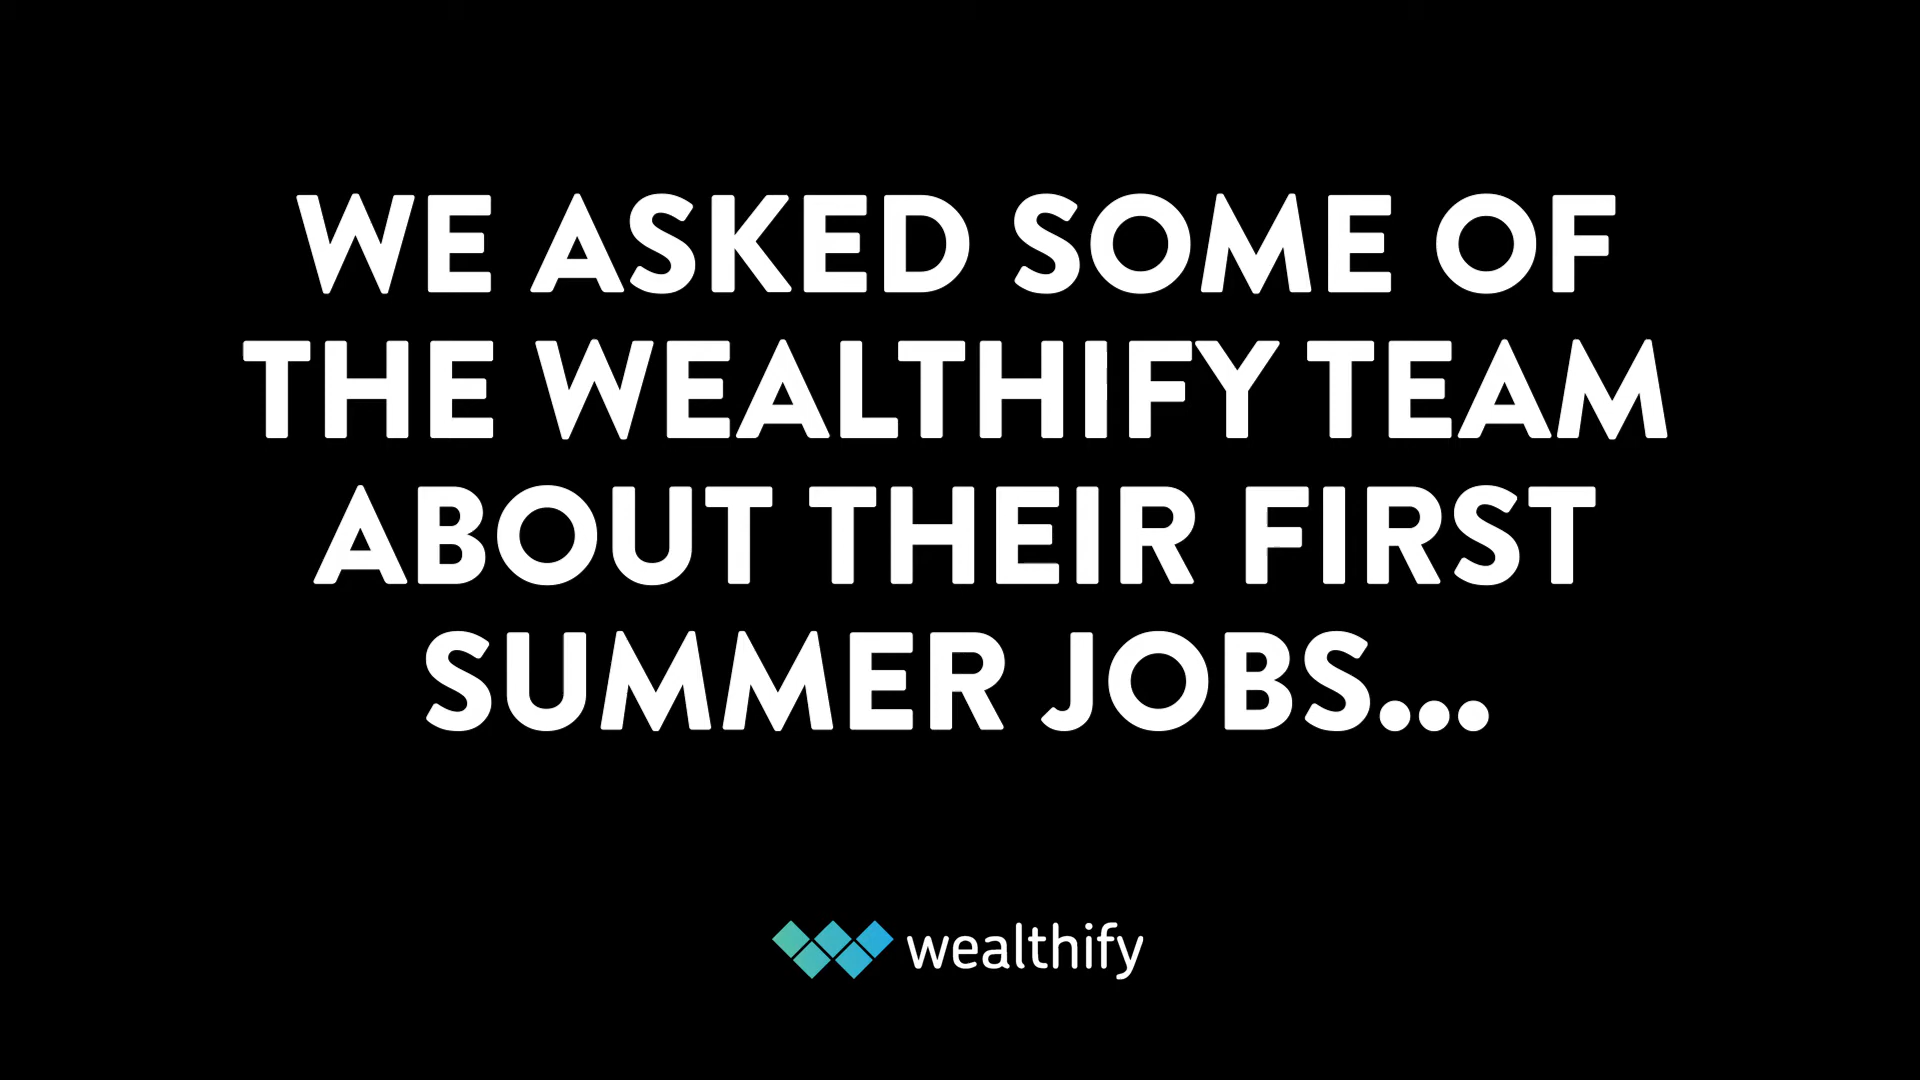 WE ASKED SOME OF
THE WEALTHIFY TEAM
ABOUT THEIR FIRST
SUMMER JOBS...
wealthify